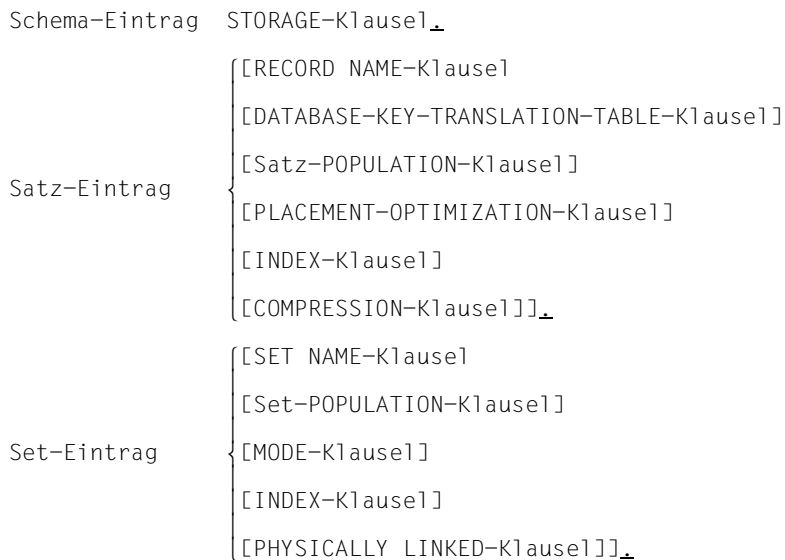 Schema-Eintrag STORAGE-Klausel.
[RECORD NAME-Klausel
[DATABASE-KEY-TRANSLATION-TABLE-Klausel]
[Satz-POPULATION-Klausel]
Satz-Eintrag
[PLACEMENT-OPTIMIZATION-Klausel]
[INDEX-Klausel]
[COMPRESSION-Klausel]].
[SET NAME-Klausel
[Set-POPULATION-Klausel]
Set-Eintrag [MODE-Klausel]
[INDEX-Klausel]
[PHYSICALLY LINKED-Klausel]].